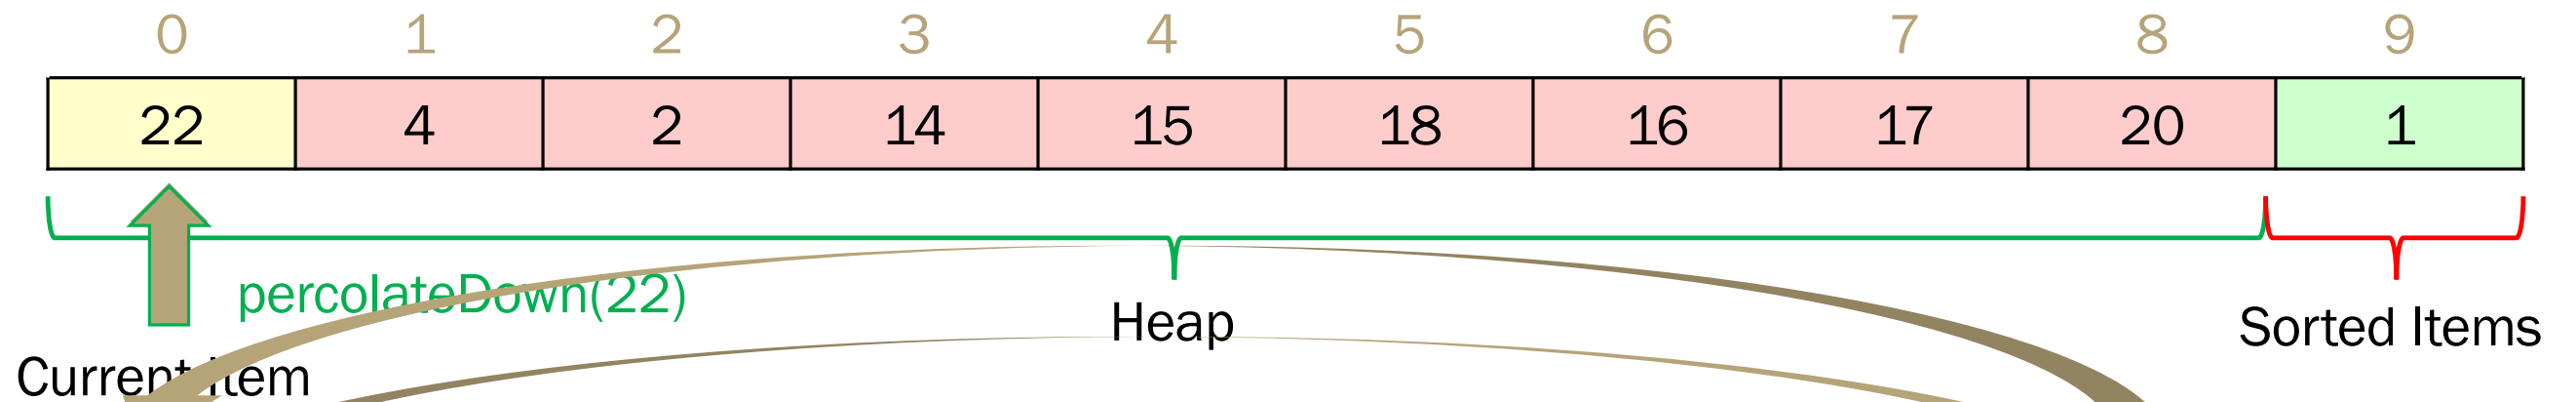 0 1 2 3 4 5 6 7 8 9
22 4 2 14 15 18 16 17 20 1
percolateDown(22)
Heap
Sorted Items
Current Item